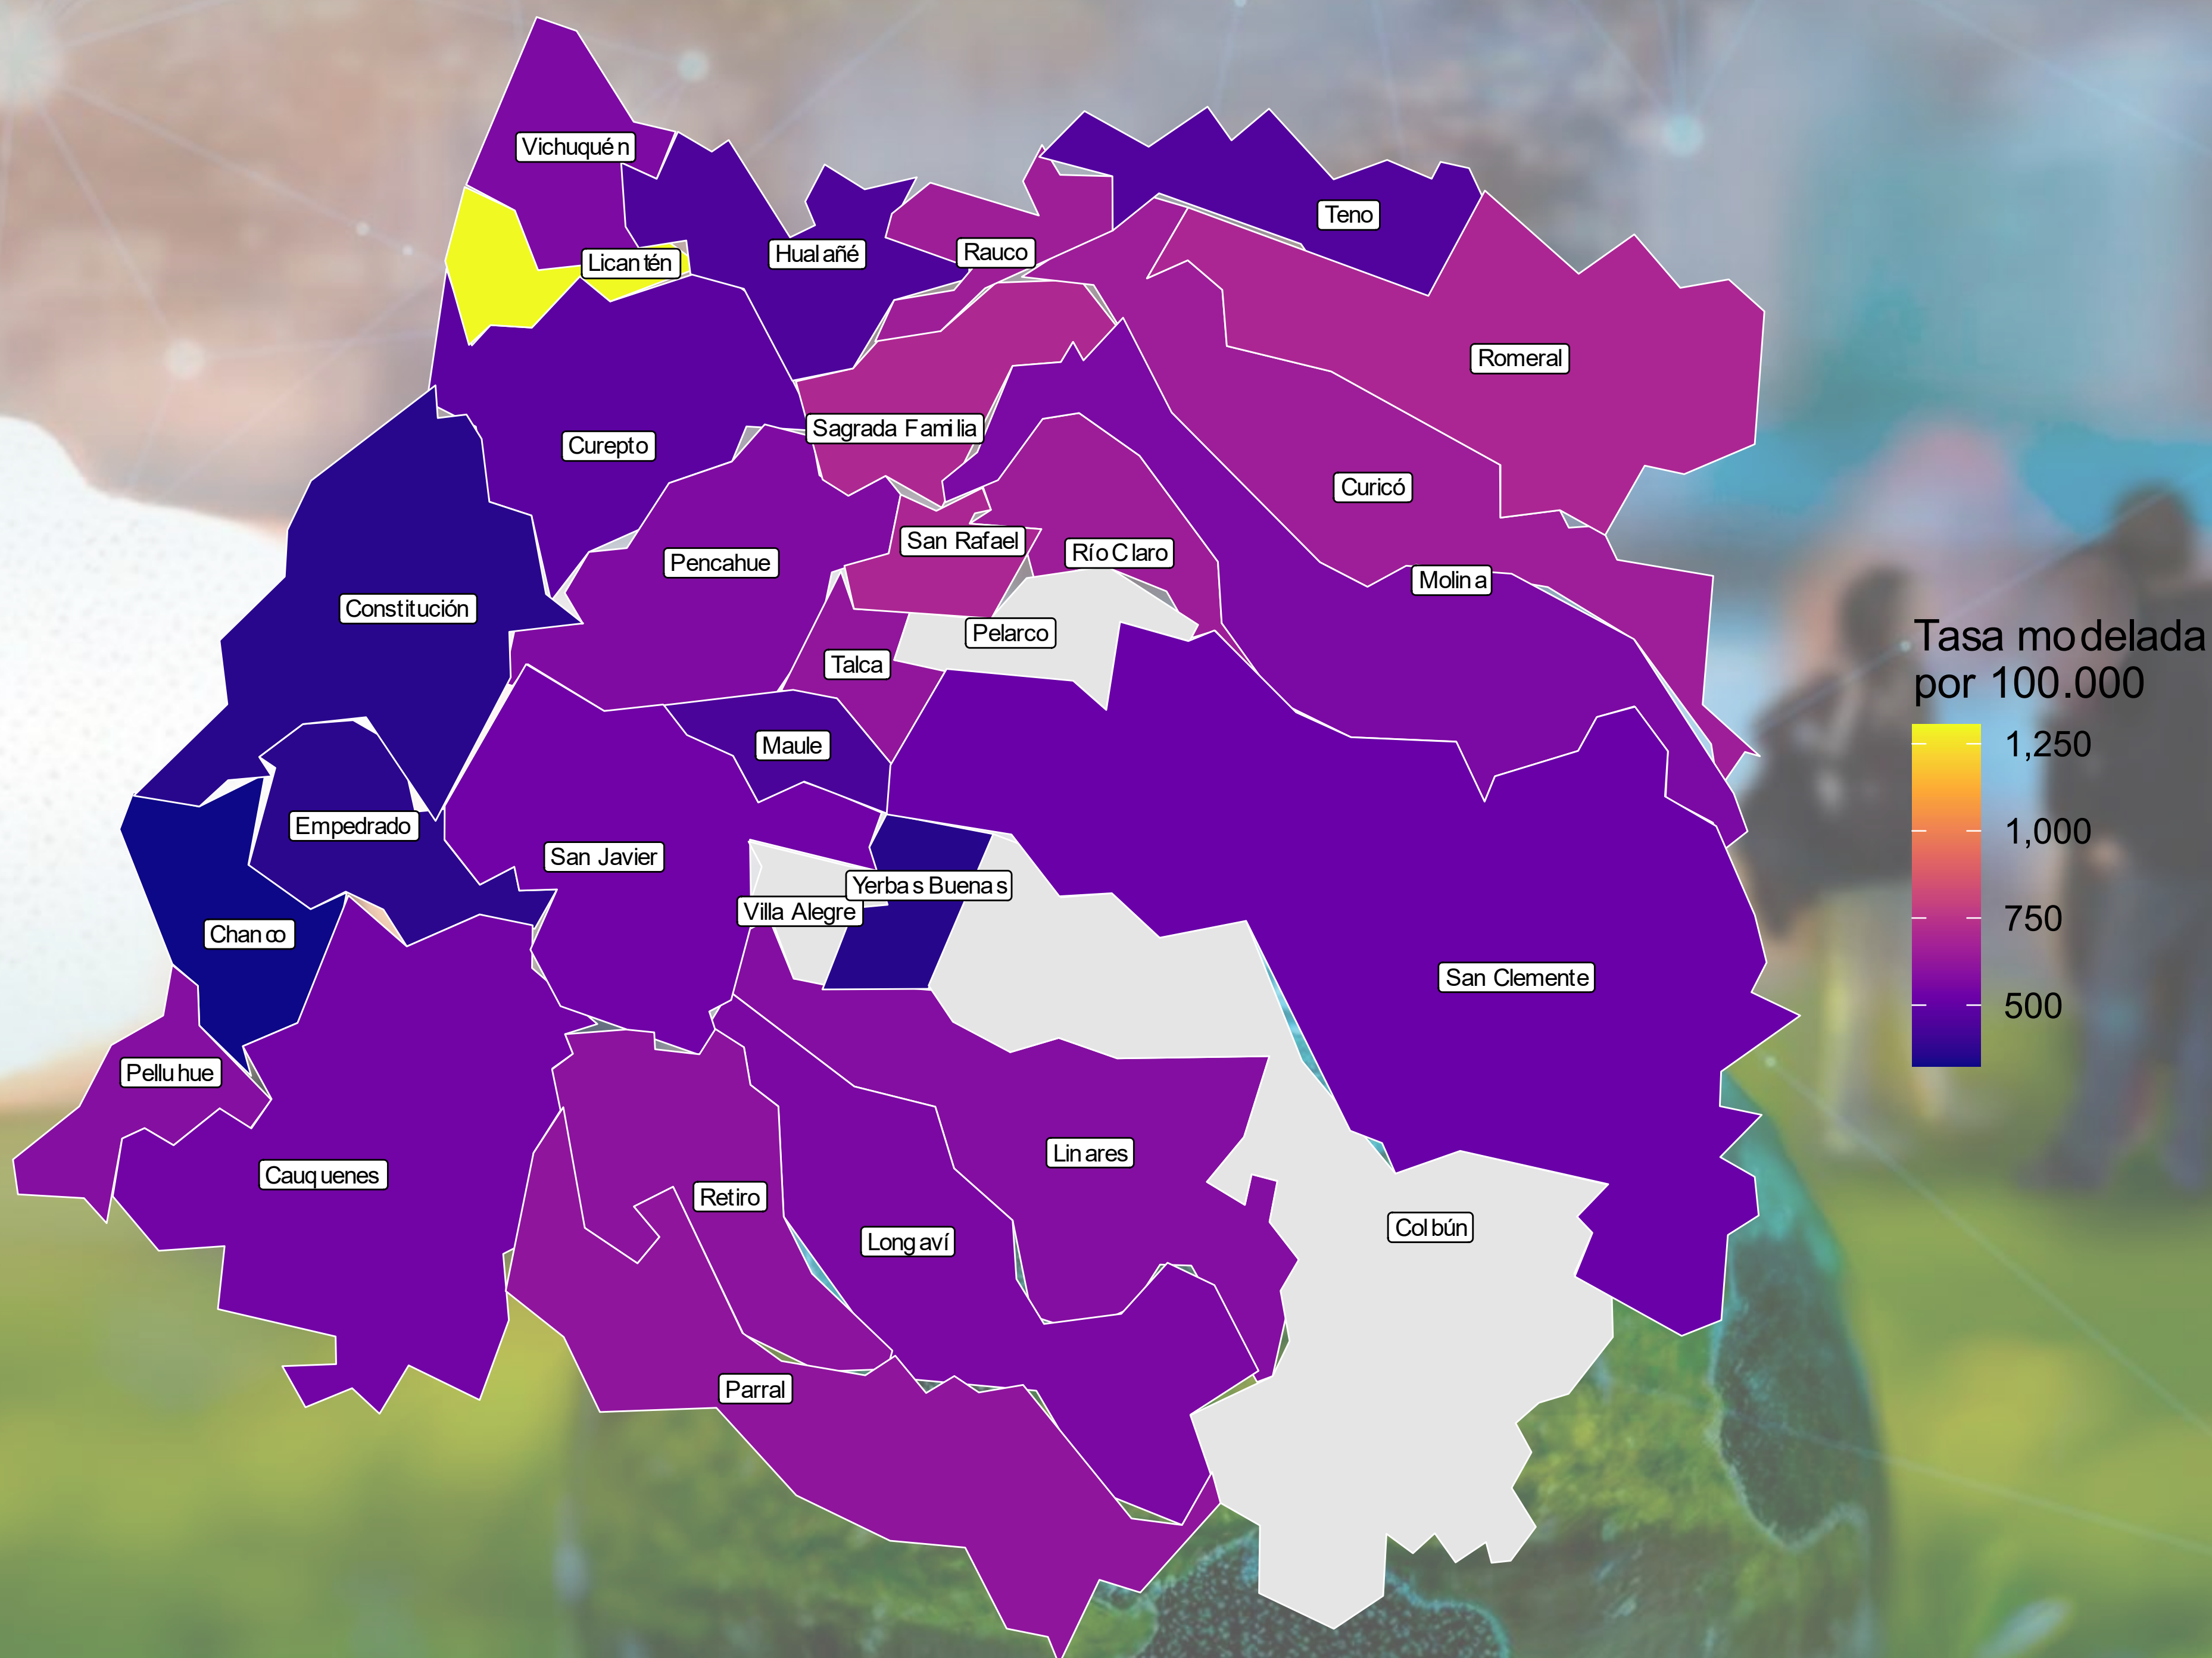 Vichuquén
Teno
Hualañé
Rauco
Licantén
Romeral
Sagrada Familia
Curepto
Curicó
San Rafael
Río Claro
Pencahue
Molina
Constitución
Pelarco
Tasa modelada
por 100.000
Talca
Maule
1,250
Empedrado
1,000
San Javier
Yerbas Buenas
Villa Alegre
750
Chanco
San Clemente
500
Pelluhue
Linares
Cauquenes
Retiro
Colbún
Longaví
Parral